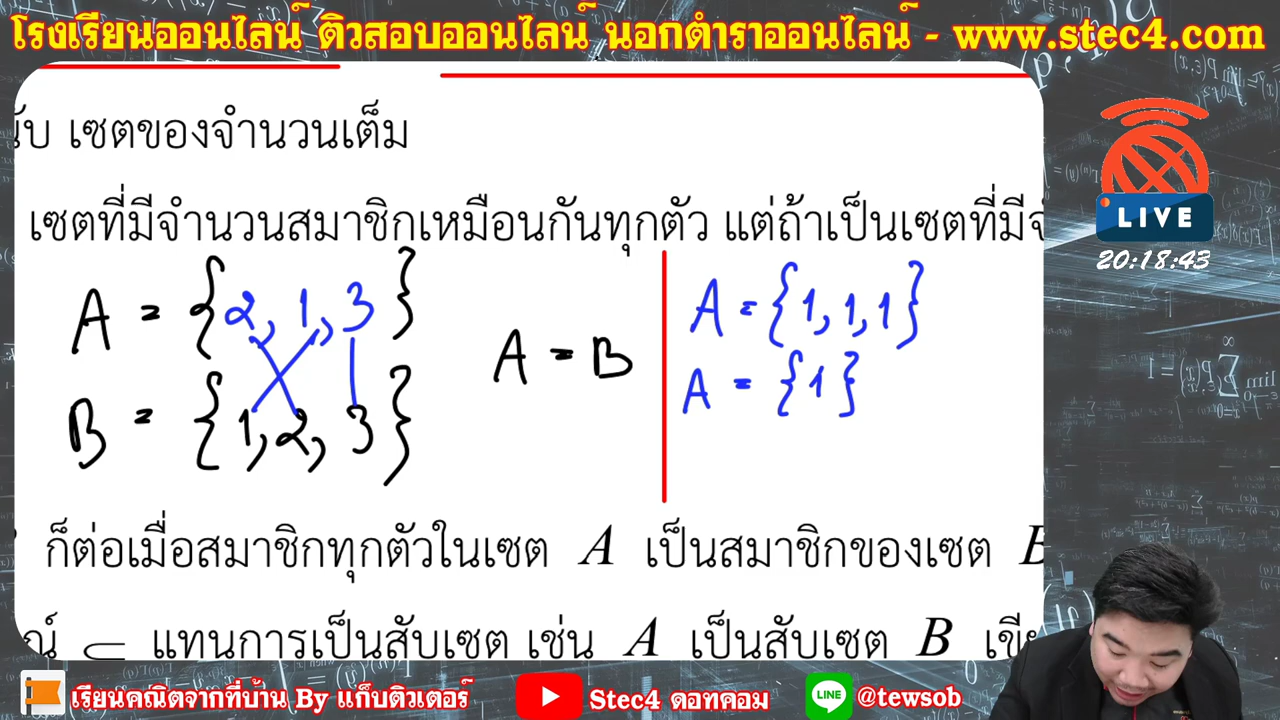 โรงเรียนออนไลน์ ติวสอบออนไลน์ นอกตำราออนไลน์ - www.stec4.com
เซตของจำนวนเต็ม
เซตที่มีจำนวนสมาชิกเหมือนกันทุกตัว แต่ถ้าเป็นเซตที่มี
A = {2, 1, 3}
B = {1, 2, 3}
A = B
A = {1, 1, 1}
A = {1}
LIVE
20:18:43
ก็ต่อเมื่อสมาชิกทุกตัวในเซต A เป็นสมาชิกของเซต B
⊂ แทนการเป็นสับเซต เช่น A เป็นสับเซต B
เรียนคณิตจากที่บ้าน By แก็บติวเตอร์
Stec4 ดอทคอม
LINE
@tewsob